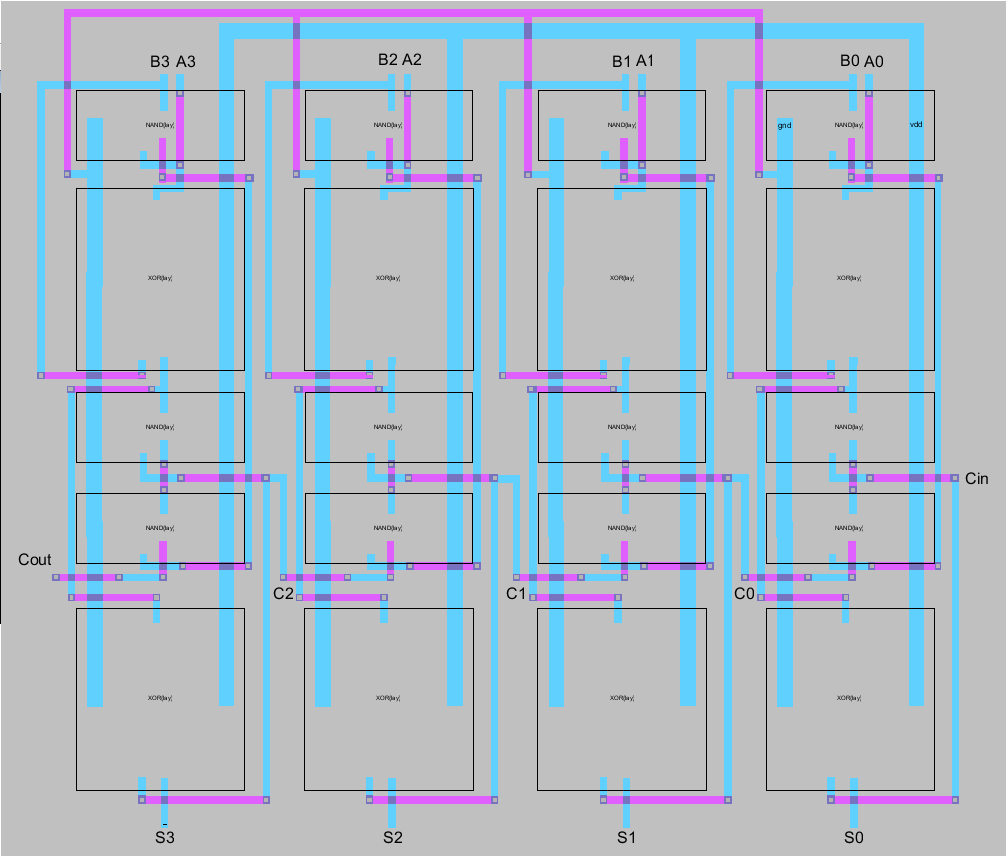 B3 A3 B2 A2 B1 A1 B0 A0
NAND{lay} NAND{lay} NAND{lay} gnd NAND{lay} vdd
XOR{lay} XOR{lay} XOR{lay} XOR{lay}
NAND{lay} NAND{lay} NAND{lay} NAND{lay}
Cin
NAND{lay} NAND{lay} NAND{lay} NAND{lay}
Cout
C2 C1 C0
XOR{lay} XOR{lay} XOR{lay} XOR{lay}
S3 S2 S1 S0